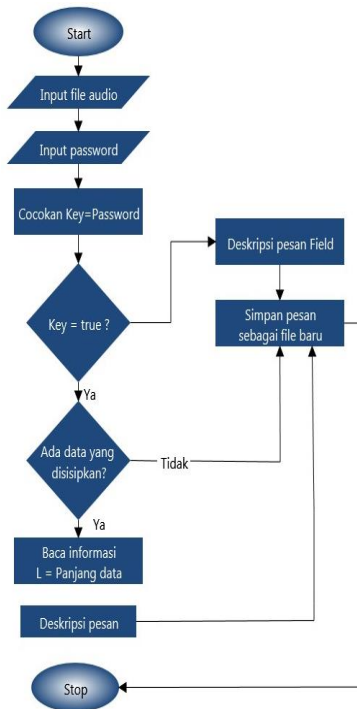 Start
Input file audio
Input password
Cocokan Key=Password
Key = true ?
Deskripsi pesan Field
Simpan pesan
sebagai file baru
Ya
Ada data yang
disisipkan?
Tidak
Ya
Baca informasi
L = Panjang data
Deskripsi pesan
Stop